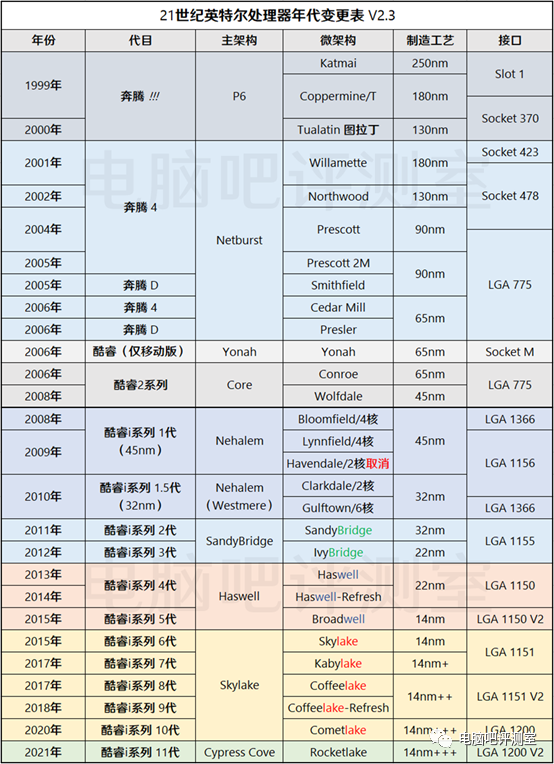 21世纪英特尔处理器年代变更表 V2.3
年份 代目 主架构 微架构 制造工艺 接口
1999年 奔腾 !!! P6 Katmai 250nm Slot 1
Coppermine/T 180nm Socket 370
2000年 Tualatin 图拉丁 130nm
2001年 奔腾 4 Netburst Willamette 180nm Socket 423
2002年 Northwood 130nm Socket 478
2004年 Prescott 90nm
2005年 Prescott 2M 90nm LGA 775
2005年 奔腾 D Smithfield
2006年 奔腾 4 Cedar Mill 65nm
2006年 奔腾 D Presler
2006年 酷睿（仅移动版） Yonah Yonah 65nm Socket M
2006年 酷睿2系列 Core Conroe 65nm LGA 775
2008年 Wolfdale 45nm
2008年 酷睿i系列 1代 Nehalem Bloomfield/4核 45nm LGA 1366
（45nm）
2009年 Lynnfield/4核 LGA 1156
Havendale/2核取消
2010年 酷睿i系列 1.5代 Nehalem Clarkdale/2核 32nm
（32nm） （Westmere） Gulftown/6核 LGA 1366
2011年 酷睿i系列 2代 SandyBridge SandyBridge 32nm LGA 1155
2012年 酷睿i系列 3代 IvyBridge 22nm
2013年 酷睿i系列 4代 Haswell Haswell 22nm LGA 1150
2014年 Haswell-Refresh
2015年 酷睿i系列 5代 Broadwell 14nm LGA 1150 V2
2015年 酷睿i系列 6代 Skylake Skylake 14nm LGA 1151
2017年 酷睿i系列 7代 Kabylake 14nm+
2017年 酷睿i系列 8代 Coffeelake 14nm++ LGA 1151 V2
2018年 酷睿i系列 9代 Coffeelake-Refresh
2020年 酷睿i系列 10代 Cometlake 14nm+++ LGA 1200
2021年 酷睿i系列 11代 Cypress Cove Rocketlake 14nm+++ LGA 1200 V2
电脑吧评测室
电脑吧评测室
电脑吧评测室